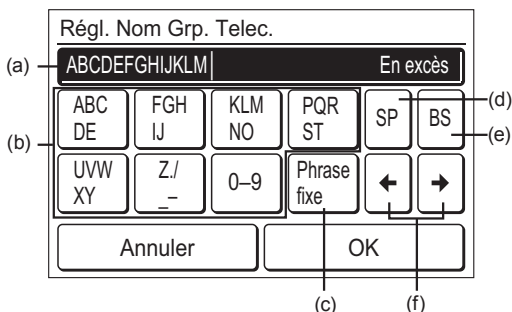 Régl. Nom Grp. Telec.
(a)
ABCDEFGHIJKLM
En excès
(b)
ABC
DE
FGH
IJ
KLM
NO
PQR
ST
SP
BS
(d)
(e)
UVW
XY
Z./
_–
0–9
Phrase
fixe
Annuler
OK
(c)
(f)